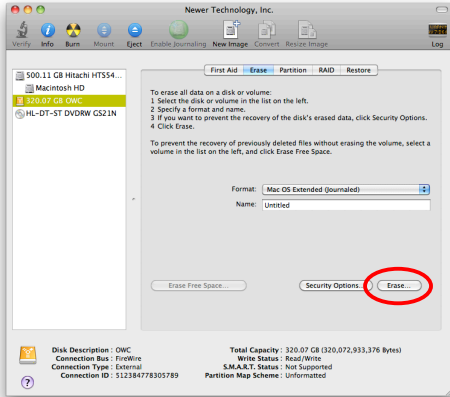 Newer Technology, Inc.
Verify Info Burn Mount Eject Enable Journaling New Image Convert Resize Image Log
First Aid Erase Partition RAID Restore
500.11 GB Hitachi HTS54...
Macintosh HD
320.07 GB OWC
HL-DT-ST DVDRW GS21N
To erase all data on a disk or volume:
1 Select the disk or volume in the list on the left.
2 Specify a format and name.
3 If you want to prevent the recovery of the disk's erased data, click Security Options.
4 Click Erase.
To prevent the recovery of previously deleted files without erasing the volume, select a
volume in the list on the left, and click Erase Free Space.
Format: Mac OS Extended (Journaled)
Name: Untitled
Erase Free Space... Security Options... Erase...
Disk Description : OWC
Connection Bus : FireWire
Connection Type : External
Connection ID : 512384778305789
Total Capacity : 320.07 GB (320,072,933,376 Bytes)
Write Status : Read/Write
S.M.A.R.T. Status : Not Supported
Partition Map Scheme : Unformatted
?